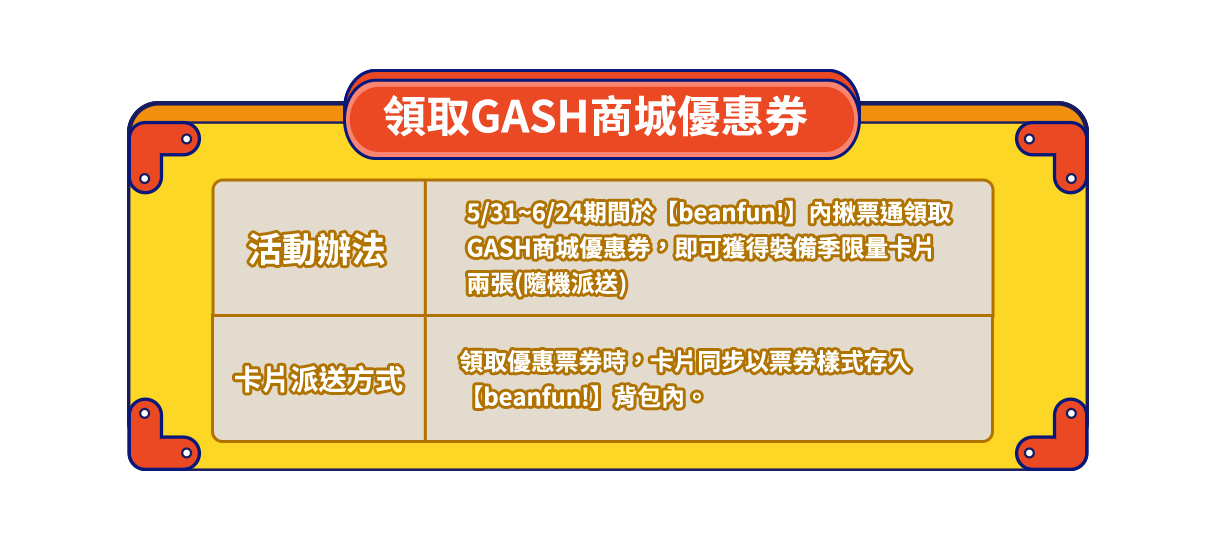 領取GASH商城優惠券
活動辦法
5/31~6/24期間於【beanfun!】內揪票通領取
GASH商城優惠券，即可獲得裝備季限量卡片
兩張(隨機派送)
卡片派送方式
領取優惠票券時，卡片同步以票券樣式存入
【beanfun!】背包內。